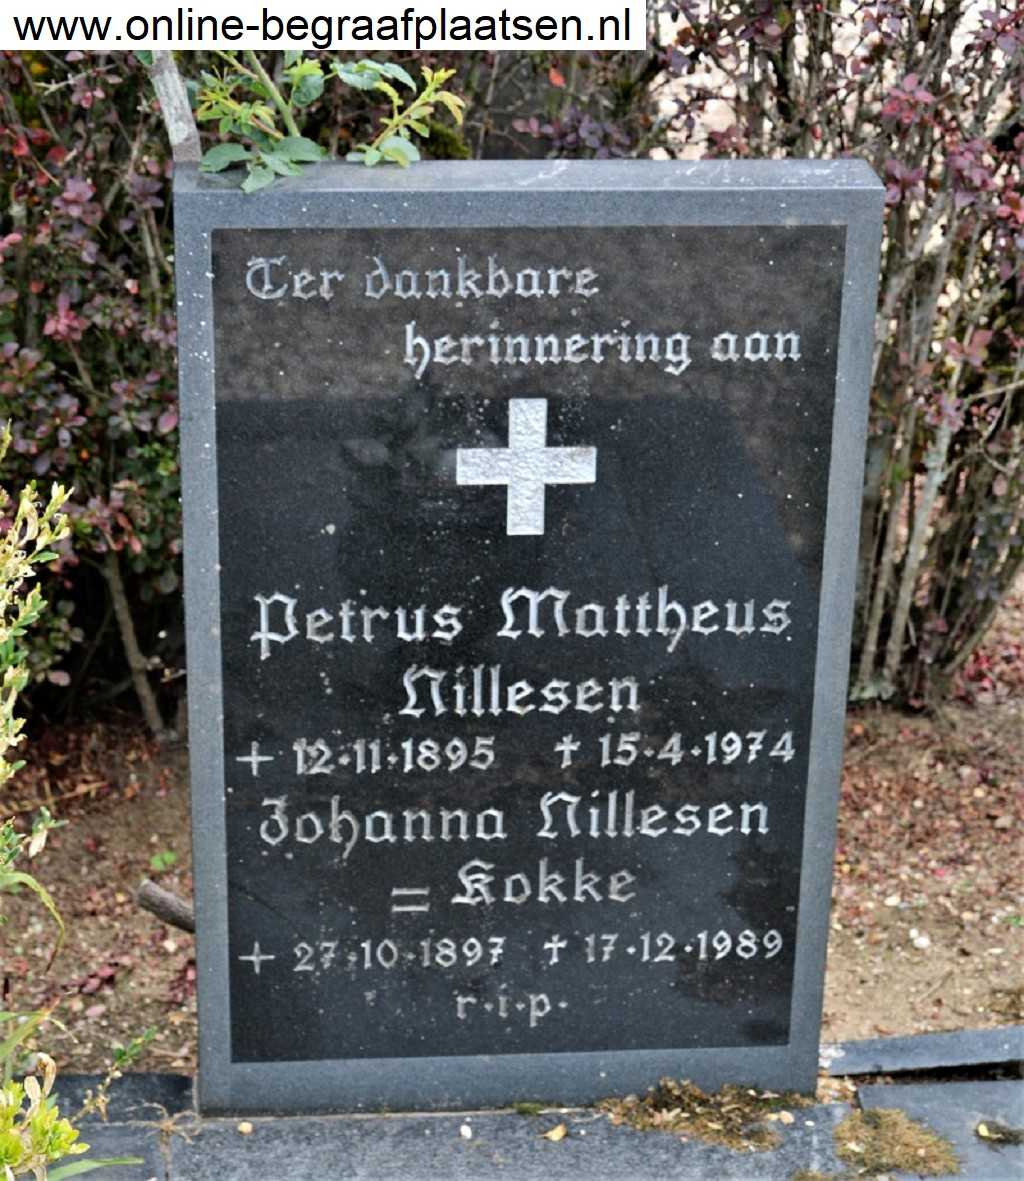 www.online-begraafplaatsen.nl
Ter dankbare
herinnering aan
Petrus Mattheus
Nillesen
+ 12·11·1895 † 15·4·1974
Johanna Nillesen
= Kokke
+ 27·10·1897 † 17·12·1989
r·i·p·